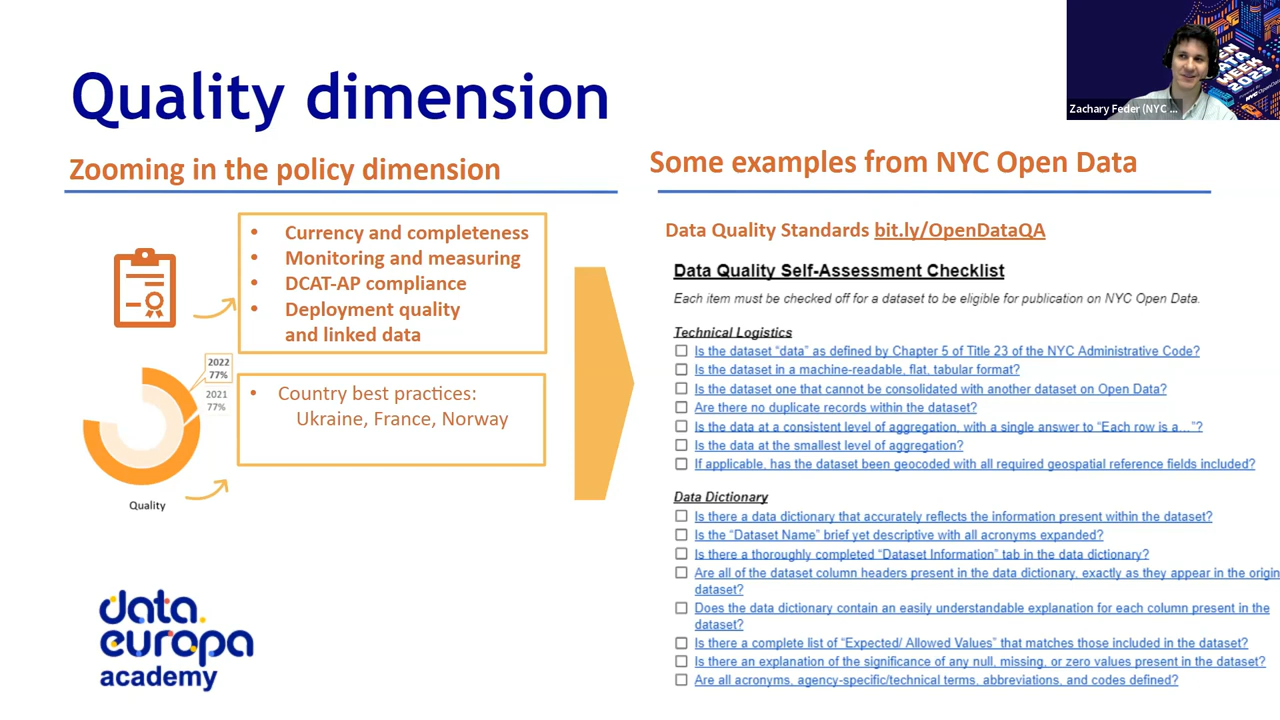 Quality dimension
Zooming in the policy dimension
• Currency and completeness
• Monitoring and measuring
• DCAT-AP compliance
• Deployment quality
and linked data
2022
77%
2021
77%
Quality
• Country best practices:
Ukraine, France, Norway
data.
europa
academy
Some examples from NYC Open Data
Data Quality Standards bit.ly/OpenDataQA
Data Quality Self-Assessment Checklist
Each item must be checked off for a dataset to be eligible for publication on NYC Open Data.
Technical Logistics
Is the dataset “data” as defined by Chapter 5 of Title 23 of the NYC Administrative Code?
Is the dataset in a machine-readable, flat, tabular format?
Is the dataset one that cannot be consolidated with another dataset on Open Data?
Are there no duplicate records within the dataset?
Is the data at a consistent level of aggregation, with a single answer to “Each row is a...”?
Is the data at the smallest level of aggregation?
If applicable, has the dataset been geocoded with all required geospatial reference fields included?
Data Dictionary
Is there a data dictionary that accurately reflects the information present within the dataset?
Is the “Dataset Name” brief yet descriptive with all acronyms expanded?
Is there a thoroughly completed “Dataset Information” tab in the data dictionary?
Are all of the dataset column headers present in the data dictionary, exactly as they appear in the origin
dataset?
Does the data dictionary contain an easily understandable explanation for each column present in the
dataset?
Is there a complete list of “Expected/ Allowed Values” that matches those included in the dataset?
Is there an explanation of the significance of any null, missing, or zero values present in the dataset?
Are all acronyms, agency-specific/technical terms, abbreviations, and codes defined?
Zachary Feder (NYC ...
DATA
WEEK
2023